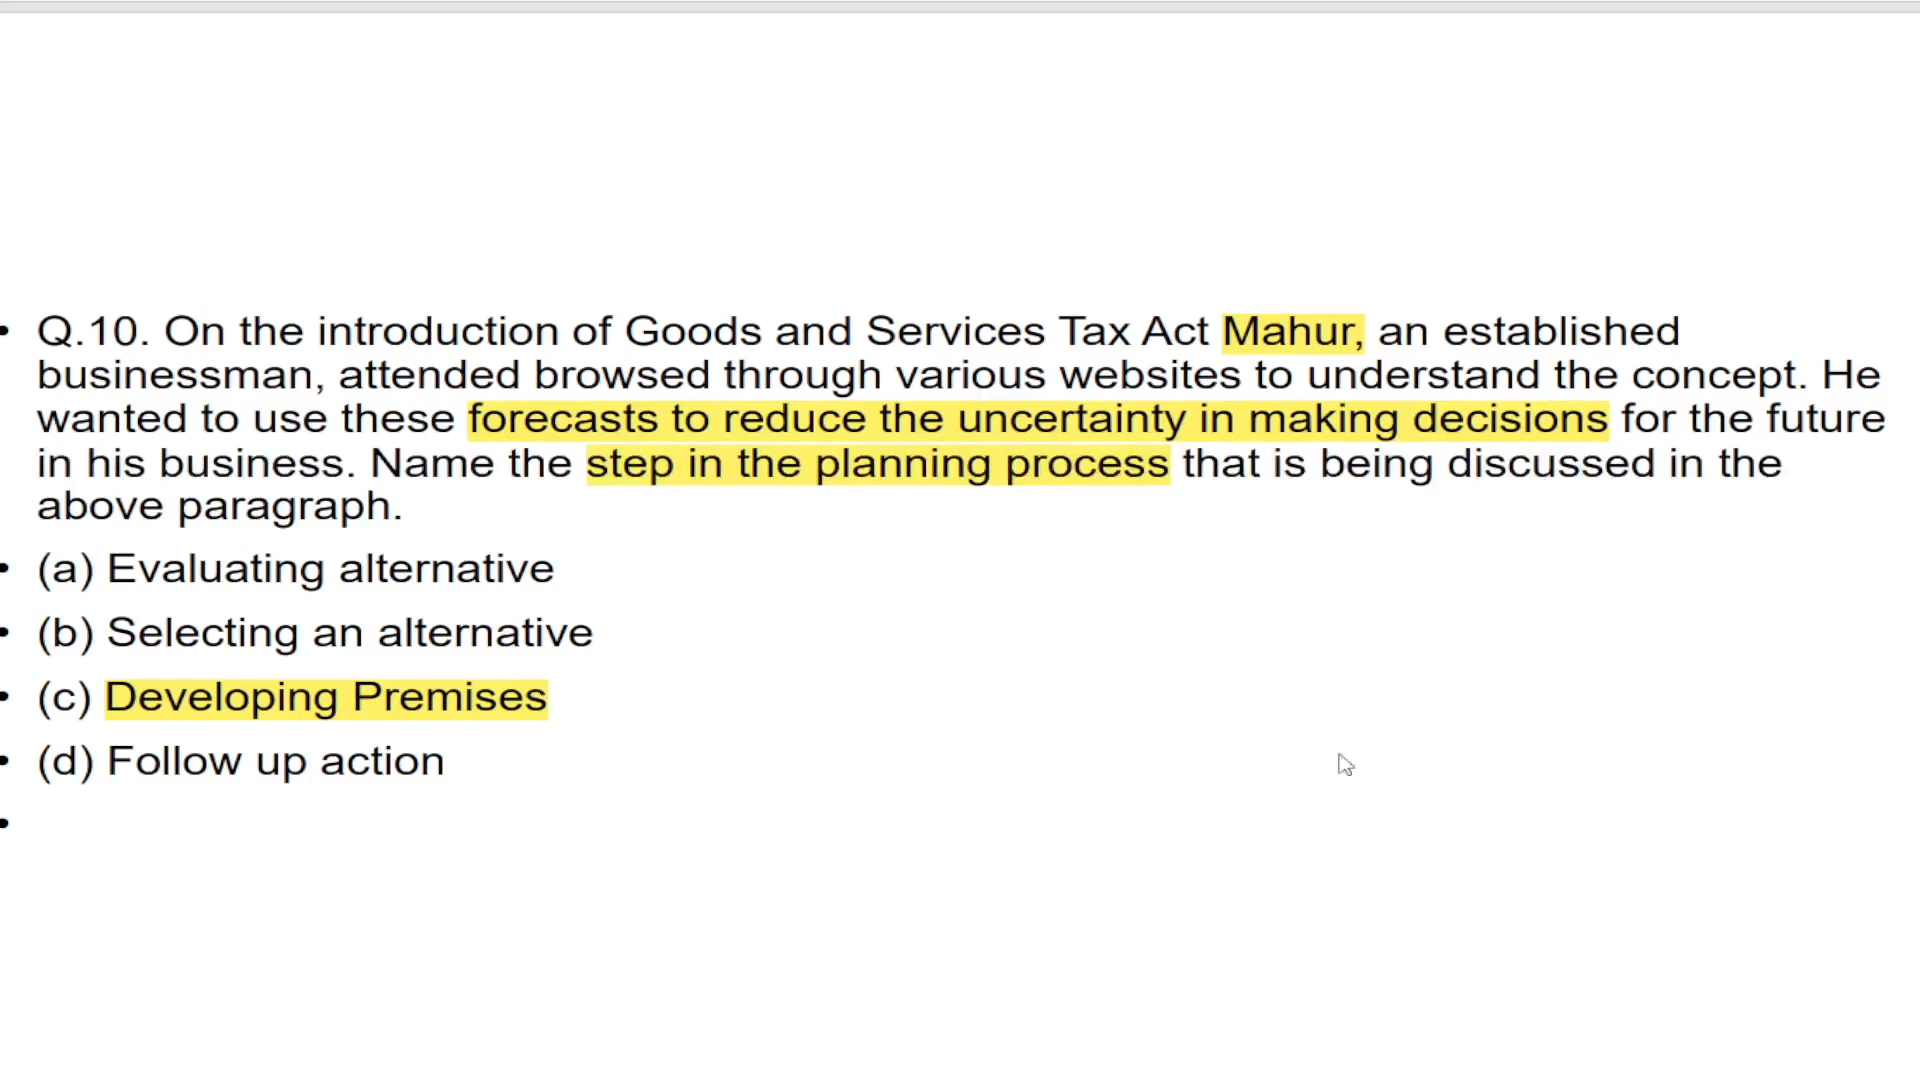 • Q.10. On the introduction of Goods and Services Tax Act Mahur, an established
businessman, attended browsed through various websites to understand the concept. He
wanted to use these forecasts to reduce the uncertainty in making decisions for the future
in his business. Name the step in the planning process that is being discussed in the
above paragraph.
• (a) Evaluating alternative
• (b) Selecting an alternative
• (c) Developing Premises
• (d) Follow up action
•